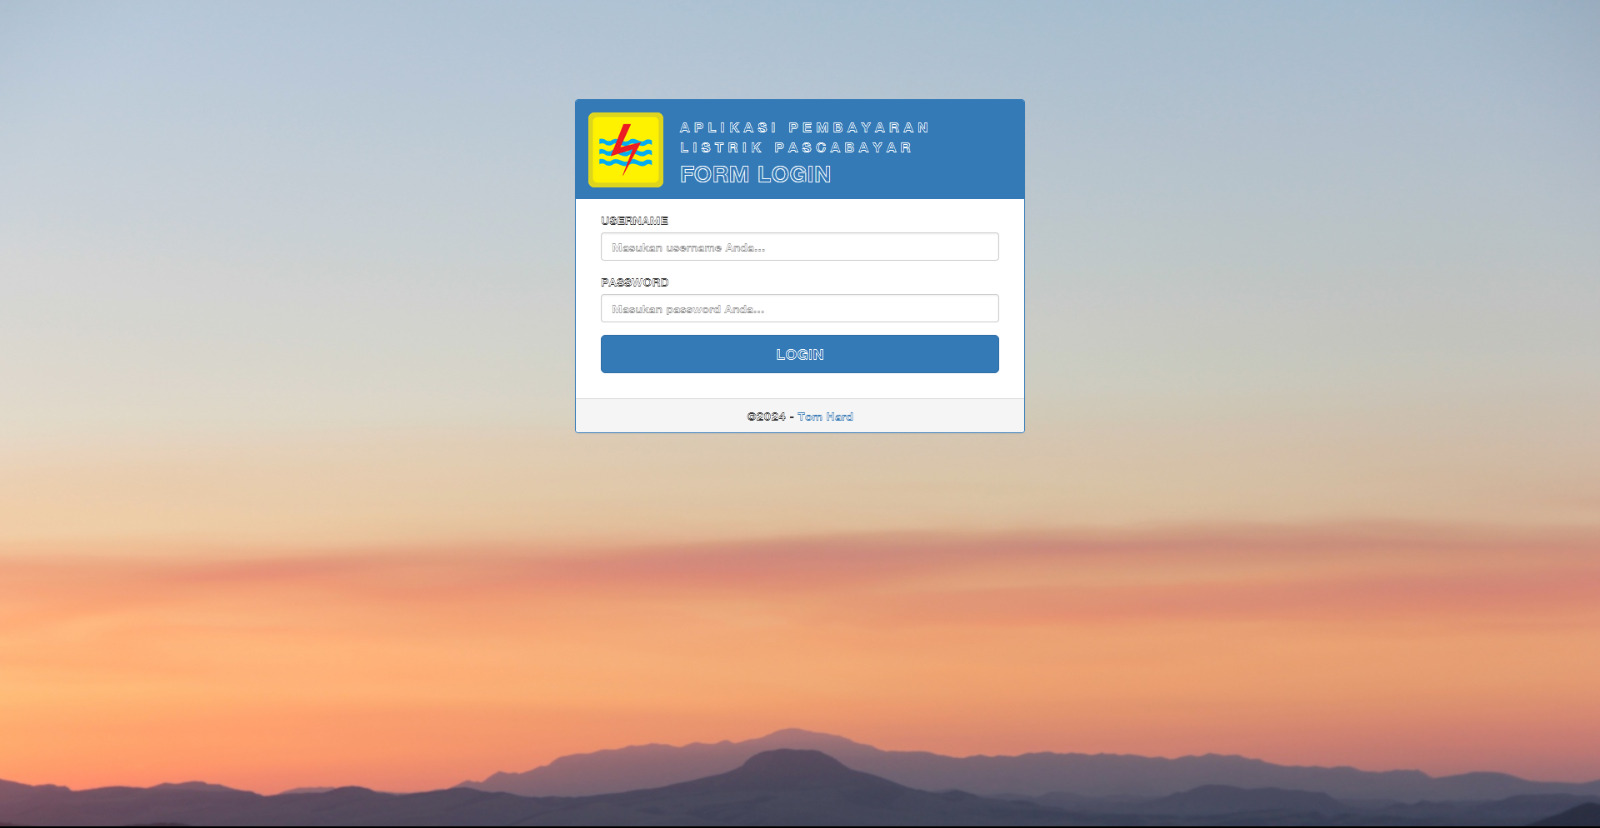 APLIKASI PEMBAYARAN
LISTRIK PASCABAYAR
FORM LOGIN
USERNAME
Masukan username Anda...
PASSWORD
Masukan password Anda...
LOGIN
©2024 - Tom Hard